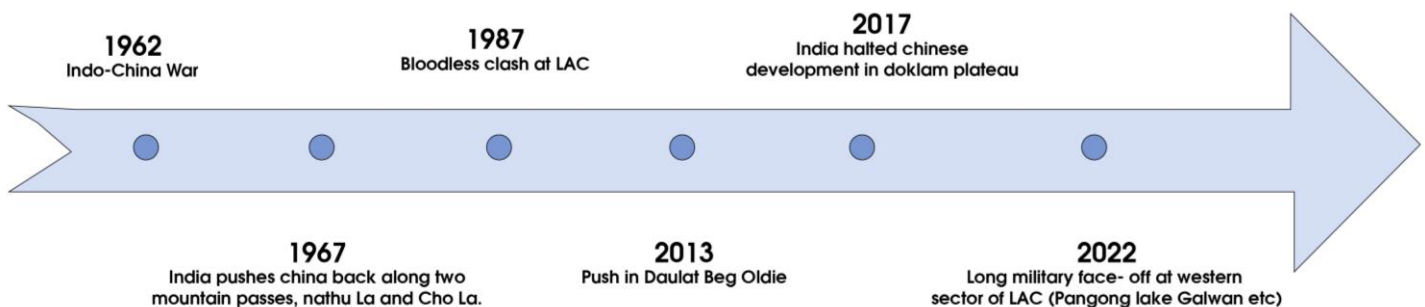 1962
Indo-China War
1967
India pushes china back along two
mountain passes, nathu La and Cho La.
1987
Bloodless clash at LAC
2013
Push in Daulat Beg Oldie
2017
India halted chinese
development in doklam plateau
2022
Long military face- off at western
sector of LAC (Pangong lake Galwan etc)